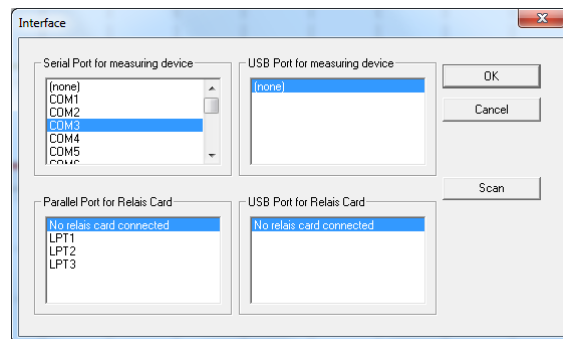 Interface
Serial Port for measuring device
(none)
COM1
COM2
COM3
COM4
COM5
COM6
USB Port for measuring device
(none)
OK
Cancel
Scan
Parallel Port for Relais Card
No relais card connected
LPT1
LPT2
LPT3
USB Port for Relais Card
No relais card connected